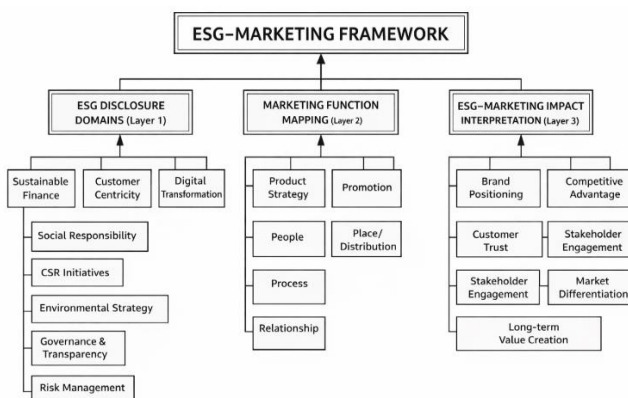 ESG–MARKETING FRAMEWORK
ESG DISCLOSURE
DOMAINS (Layer 1)
MARKETING FUNCTION
MAPPING (Layer 2)
ESG–MARKETING IMPACT
INTERPRETATION (Layer 3)
Sustainable
Finance
Customer
Centricity
Digital
Transformation
Social Responsibility
CSR Initiatives
Environmental Strategy
Governance &
Transparency
Risk Management
Product
Strategy
Promotion
People
Place/
Distribution
Process
Relationship
Brand
Positioning
Competitive
Advantage
Customer
Trust
Stakeholder
Engagement
Stakeholder
Engagement
Market
Differentiation
Long-term
Value Creation